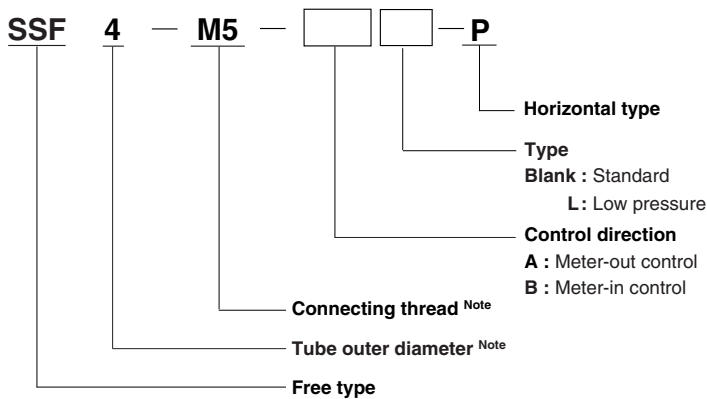 SSF 4 — M5 — — P
Horizontal type
Type
Blank : Standard
L : Low pressure
Control direction
A : Meter-out control
B : Meter-in control
Connecting thread Note
Tube outer diameter Note
Free type